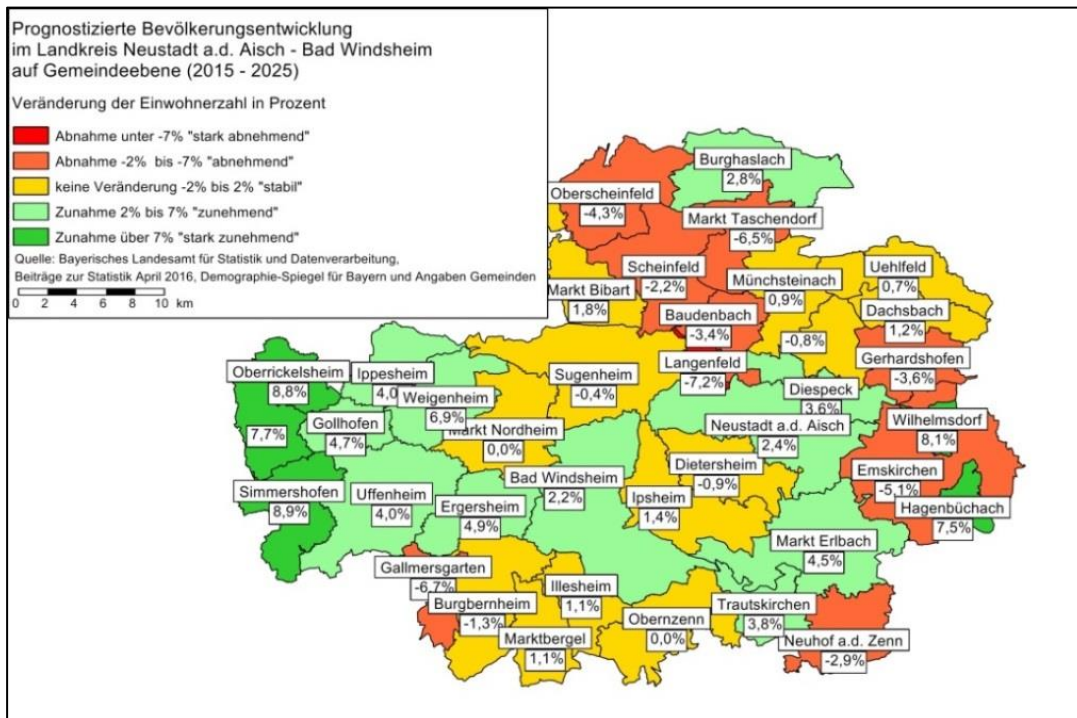 Prognostizierte Bevölkerungsentwicklung
im Landkreis Neustadt a.d. Aisch - Bad Windsheim
auf Gemeindeebene (2015 - 2025)
Veränderung der Einwohnerzahl in Prozent
Abnahme unter -7% "stark abnehmend"
Abnahme -2% bis -7% "abnehmend"
keine Veränderung -2% bis 2% "stabil"
Zunahme 2% bis 7% "zunehmend"
Zunahme über 7% "stark zunehmend"
Quelle: Bayerisches Landesamt für Statistik und Datenverarbeitung,
Beiträge zur Statistik April 2016, Demographie-Spiegel für Bayern und Angaben Gemeinden
0 2 4 6 8 10 km
Burghaslach
2,8%
Oberscheinfeld
-4,3%
Markt Taschendorf
-6,5%
Scheinfeld
-2,2%
Münchsteinach
0,9%
Uehlfeld
0,7%
Markt Bibart
1,8%
Baudenbach
-3,4%
-0,8%
Dachsbach
1,2%
Langenfeld
-7,2%
Gerhardshofen
-3,6%
Oberrickelsheim
8,8%
Ippesheim
4,0
Weigenheim
6,9%
Sugenheim
-0,4%
Diespeck
3,6%
Gollhofen
4,7%
7,7%
Markt Nordheim
0,0%
Neustadt a.d. Aisch
2,4%
Wilhelmsdorf
8,1%
Dietersheim
-0,9%
Emskirchen
-5,1%
Bad Windsheim
2,2%
Simmershofen
8,9%
Uffenheim
4,0%
Ergersheim
4,9%
Ipsheim
1,4%
Hagenbüchach
7,5%
Markt Erlbach
4,5%
Gallmersgarten
-6,7%
Illesheim
1,1%
Burgbernheim
-1,3%
Obernzenn
0,0%
Trautskirchen
3,8%
Marktbergel
1,1%
Neuhof a.d. Zenn
-2,9%